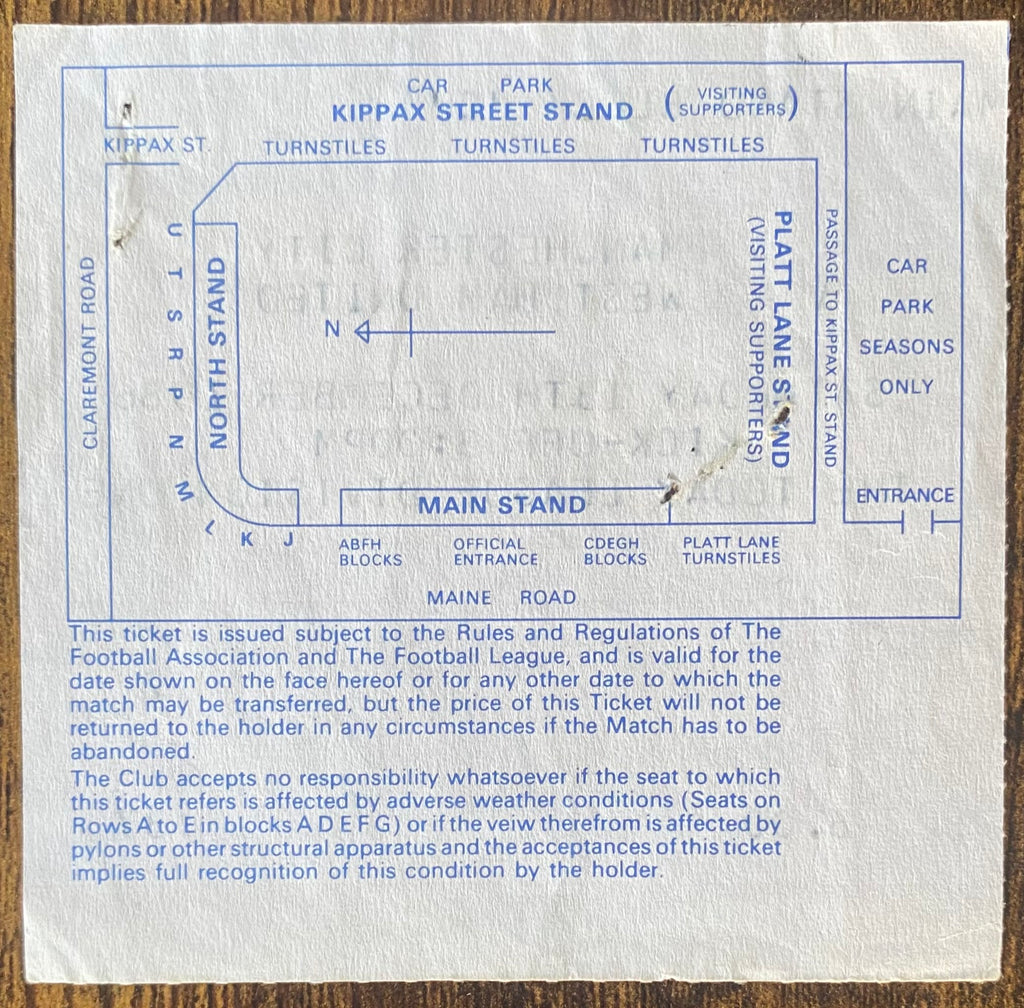 CAR PARK
KIPPAX STREET STAND (VISITING SUPPORTERS)
KIPPAX ST. TURNSTILES TURNSTILES TURNSTILES
CLAREMONT ROAD
U T S R P N M L K J
NORTH STAND
N
PLATT LANE STAND
(VISITING SUPPORTERS)
PASSAGE TO KIPPAX ST. STAND
CAR
PARK
SEASONS
ONLY
ENTRANCE
MAIN STAND
ABFH
BLOCKS
OFFICIAL
ENTRANCE
CDEGH
BLOCKS
PLATT LANE
TURNSTILES
MAINE ROAD
This ticket is issued subject to the Rules and Regulations of The
Football Association and The Football League, and is valid for the
date shown on the face hereof or for any other date to which the
match may be transferred, but the price of this Ticket will not be
returned to the holder in any circumstances if the Match has to be
abandoned.
The Club accepts no responsibility whatsoever if the seat to which
this ticket refers is affected by adverse weather conditions (Seats on
Rows A to E in blocks A D E F G) or if the veiw therefrom is affected by
pylons or other structural apparatus and the acceptances of this ticket
implies full recognition of this condition by the holder.